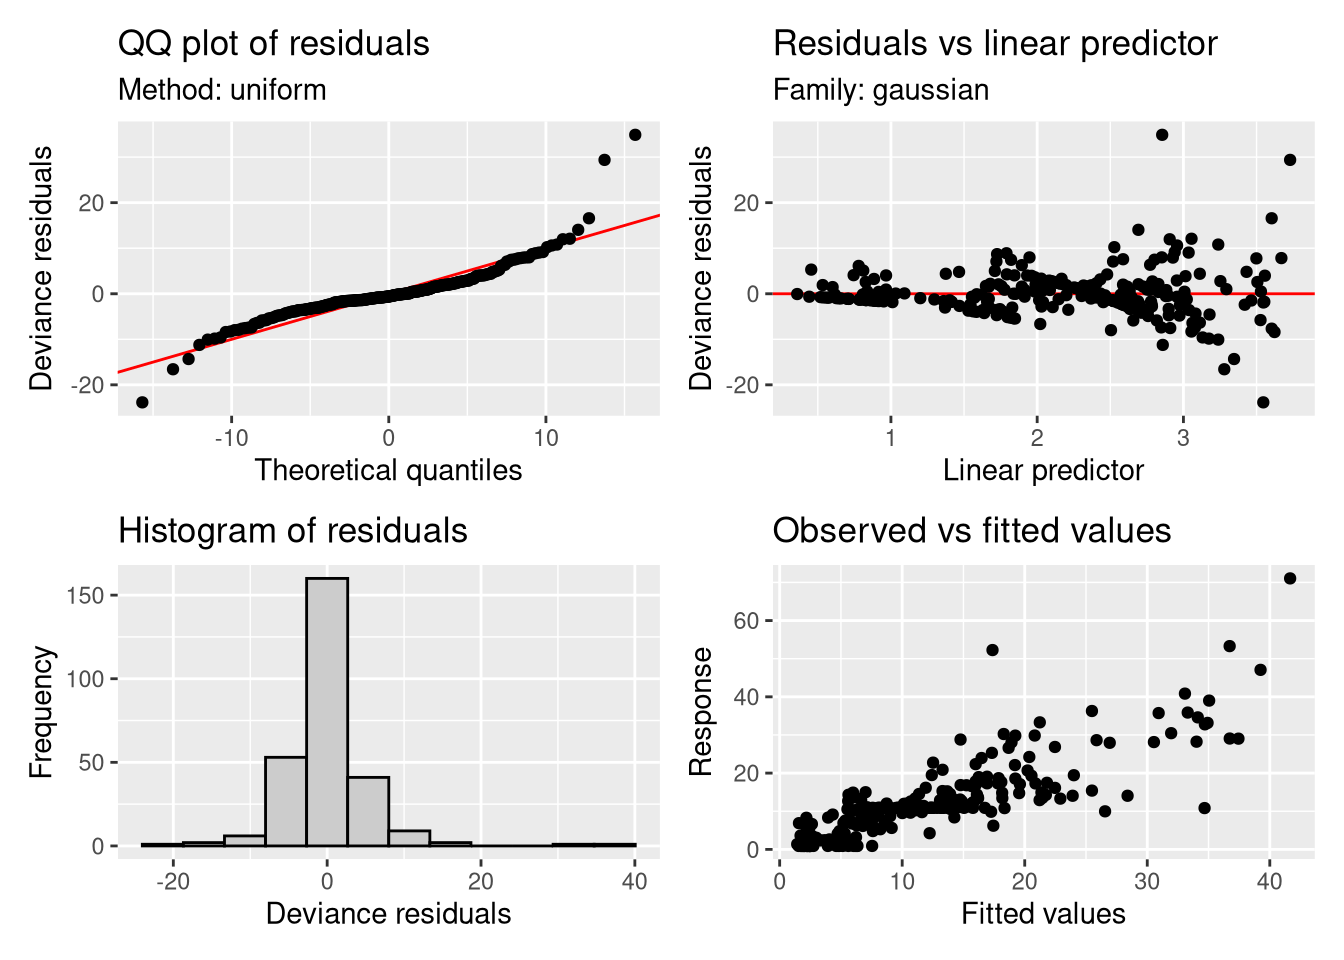 QQ plot of residuals
Method: uniform
Deviance residuals
20
0
-20
-10
0
10
Theoretical quantiles
Residuals vs linear predictor
Family: gaussian
Deviance residuals
20
0
-20
1
2
3
Linear predictor
Histogram of residuals
Frequency
150
100
50
0
-20
0
20
40
Deviance residuals
Observed vs fitted values
Response
60
40
20
0
0
10
20
30
40
Fitted values